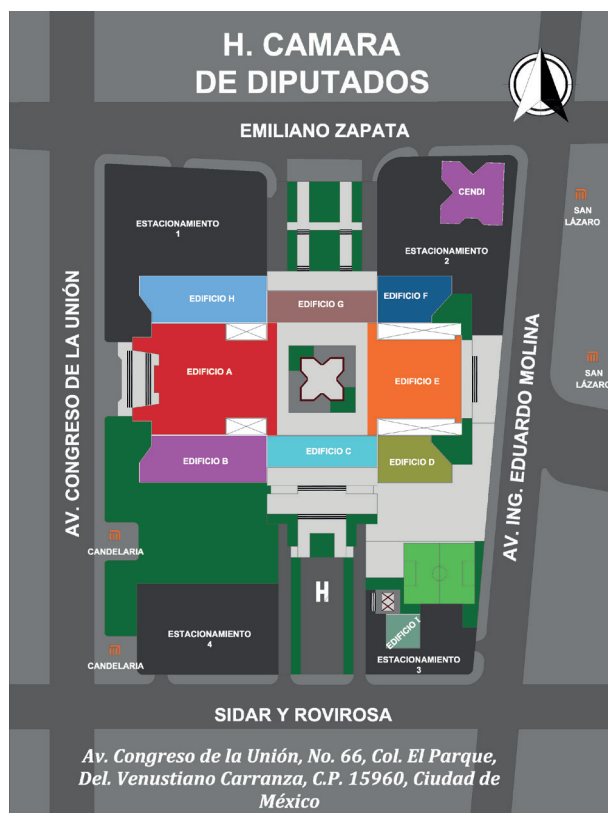 H. CAMARA
DE DIPUTADOS
EMILIANO ZAPATA
CENDI
SAN
LÁZARO
ESTACIONAMIENTO
1
ESTACIONAMIENTO
2
EDIFICIO H
EDIFICIO G
EDIFICIO F
AV. CONGRESO DE LA UNIÓN
EDIFICIO A
EDIFICIO E
SAN
LÁZARO
AV. ING. EDUARDO MOLINA
EDIFICIO B
EDIFICIO C
EDIFICIO D
CANDELARIA
H
EDIFICIO I
ESTACIONAMIENTO
4
ESTACIONAMIENTO
3
CANDELARIA
SIDAR Y ROVIROSA
Av. Congreso de la Unión, No. 66, Col. El Parque,
Del. Venustiano Carranza, C.P. 15960, Ciudad de
México